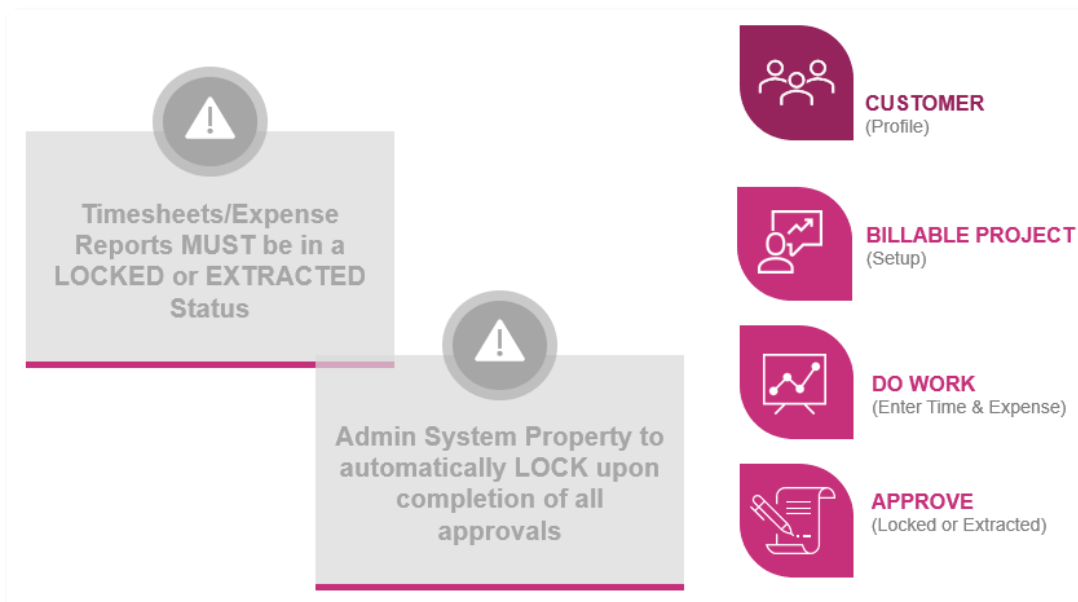 Timesheets/Expense
Reports MUST be in a
LOCKED or EXTRACTED
Status
Admin System Property to
automatically LOCK upon
completion of all
approvals
CUSTOMER
(Profile)
BILLABLE PROJECT
(Setup)
DO WORK
(Enter Time & Expense)
APPROVE
(Locked or Extracted)